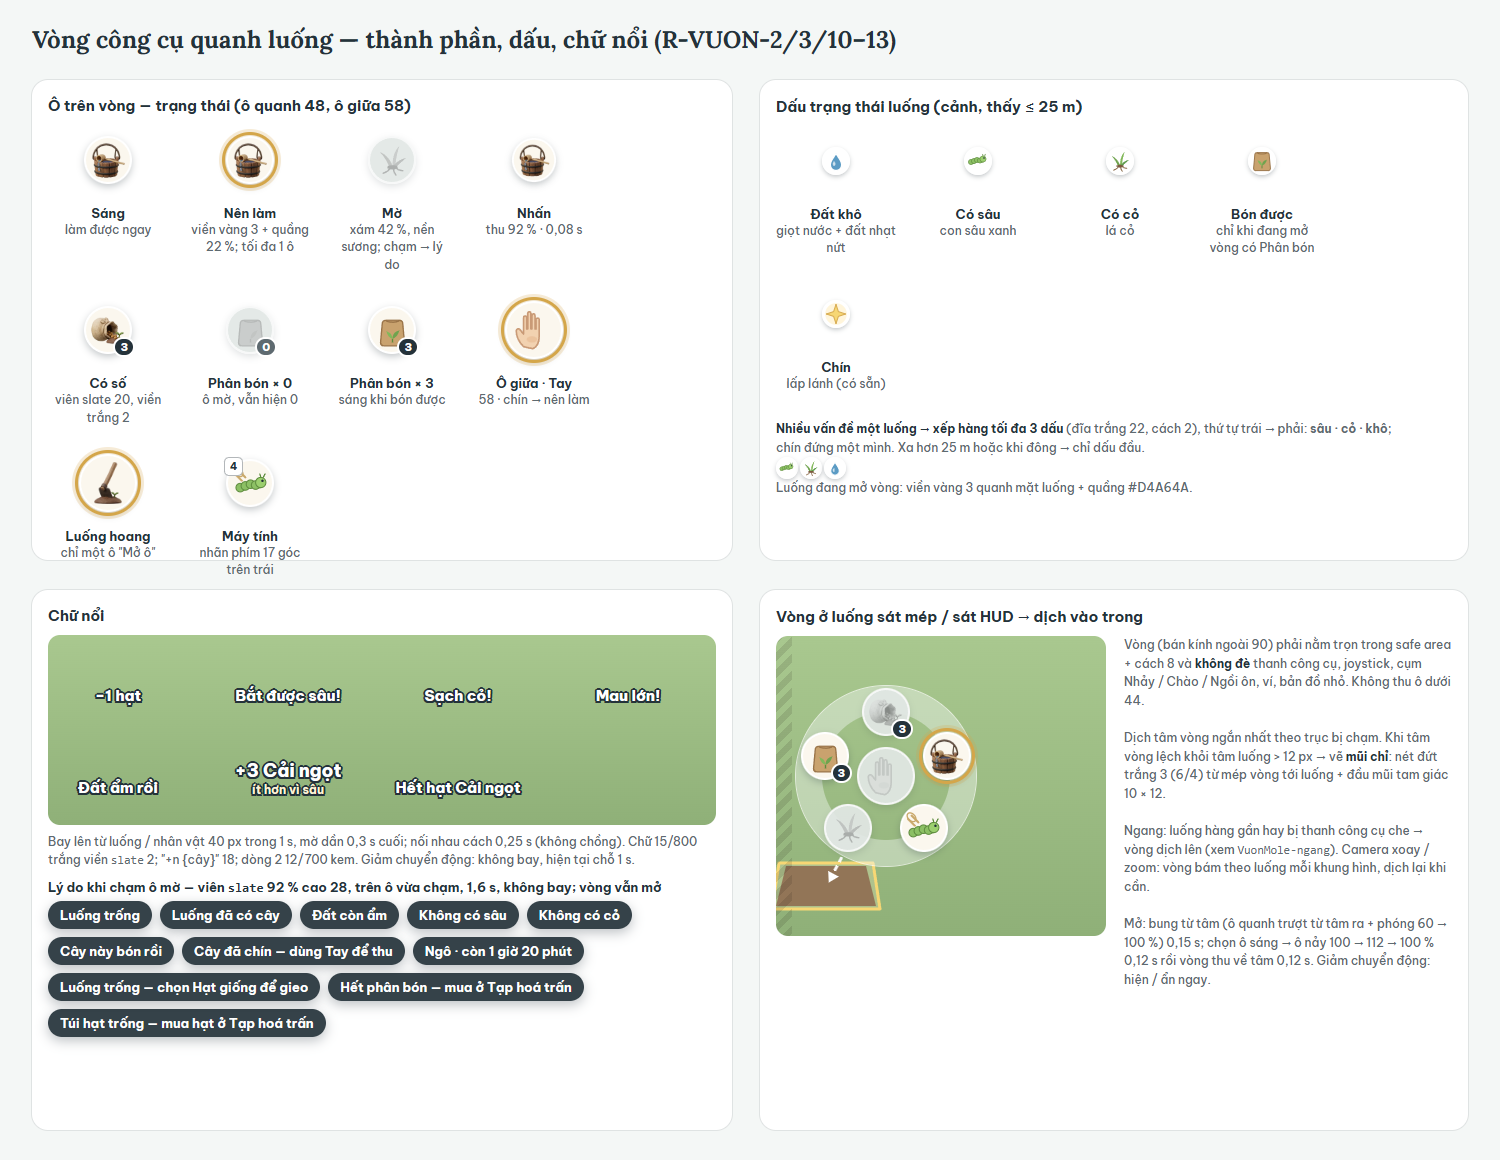 Vòng công cụ quanh luống — thành phần, dấu, chữ nổi (R-VUON-2/3/10–13)
Ô trên vòng — trạng thái (ô quanh 48, ô giữa 58)
Sáng
làm được ngay
Nên làm
viền vàng 3 + quầng
22 %; tối đa 1 ô
Mờ
xám 42 %, nền
sương; chạm → lý
do
Nhấn
thu 92 % · 0,08 s
3
Có số
viên slate 20, viền
trắng 2
0
Phân bón × 0
ô mờ, vẫn hiện 0
3
Phân bón × 3
sáng khi bón được
Ô giữa · Tay
58 · chín → nên làm
Luống hoang
chỉ một ô "Mở ô"
4
Máy tính
nhãn phím 17 góc
trên trái
Dấu trạng thái luống (cảnh, thấy ≤ 25 m)
Đất khô
giọt nước + đất nhạt
nứt
Có sâu
con sâu xanh
Có cỏ
lá cỏ
Bón được
chỉ khi đang mở
vòng có Phân bón
Chín
lấp lánh (có sẵn)
Nhiều vấn đề một luống → xếp hàng tối đa 3 dấu (đĩa trắng 22, cách 2), thứ tự trái → phải: sâu · cỏ · khô;
chín đứng một mình. Xa hơn 25 m hoặc khi đông → chỉ dấu đầu.
Luống đang mở vòng: viền vàng 3 quanh mặt luống + quầng #D4A64A.
Chữ nổi
−1 hạt
Bắt được sâu!
Sạch cỏ!
Mau lớn!
Đất ẩm rồi
+3 Cải ngọt
ít hơn vì sâu
Hết hạt Cải ngọt
Bay lên từ luống / nhân vật 40 px trong 1 s, mờ dần 0,3 s cuối; nối nhau cách 0,25 s (không chồng). Chữ 15/800
trắng viền slate 2; "+n {cây}" 18; dòng 2 12/700 kem. Giảm chuyển động: không bay, hiện tại chỗ 1 s.
Lý do khi chạm ô mờ — viên slate 92 % cao 28, trên ô vừa chạm, 1,6 s, không bay; vòng vẫn mở
Luống trống
Luống đã có cây
Đất còn ẩm
Không có sâu
Không có cỏ
Cây này bón rồi
Cây đã chín — dùng Tay để thu
Ngô · còn 1 giờ 20 phút
Luống trống — chọn Hạt giống để gieo
Hết phân bón — mua ở Tạp hoá trấn
Túi hạt trống — mua hạt ở Tạp hoá trấn
Vòng ở luống sát mép / sát HUD → dịch vào trong
3
3
Vòng (bán kính ngoài 90) phải nằm trọn trong safe area
+ cách 8 và không đè thanh công cụ, joystick, cụm
Nhảy / Chào / Ngồi ôn, ví, bản đồ nhỏ. Không thu ô dưới
44.
Dịch tâm vòng ngắn nhất theo trục bị chạm. Khi tâm
vòng lệch khỏi tâm luống > 12 px → vẽ mũi chỉ: nét đứt
trắng 3 (6/4) từ mép vòng tới luống + đầu mũi tam giác
10 × 12.
Ngang: luống hàng gần hay bị thanh công cụ che →
vòng dịch lên (xem VuonMole-ngang). Camera xoay /
zoom: vòng bám theo luống mỗi khung hình, dịch lại khi
cần.
Mở: bung từ tâm (ô quanh trượt từ tâm ra + phóng 60 →
100 %) 0,15 s; chọn ô sáng → ô nảy 100 → 112 → 100 %
0,12 s rồi vòng thu về tâm 0,12 s. Giảm chuyển động:
hiện / ẩn ngay.